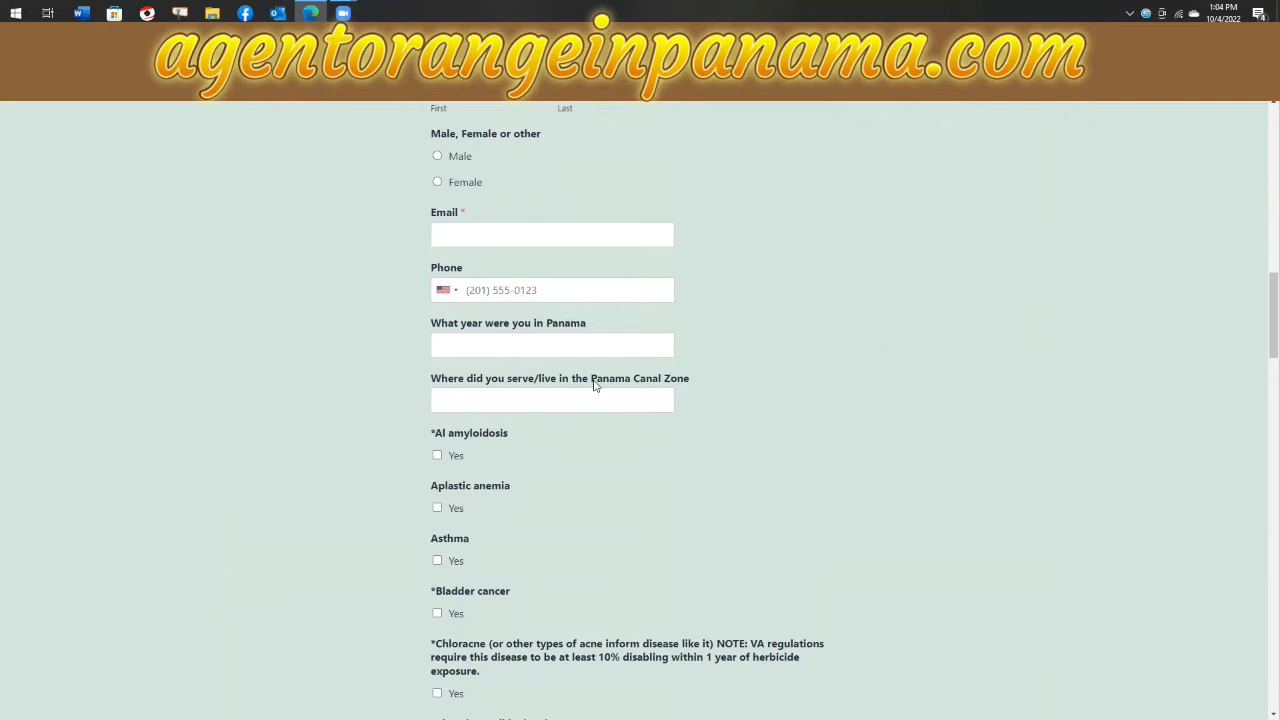 1:04 PM
10/4/2022
agentorangeinpanama.com
First Last
Male, Female or other
Male
Female
Email *
Phone
(201) 555-0123
What year were you in Panama
Where did you serve/live in the Panama Canal Zone
*Al amyloidosis
Yes
Aplastic anemia
Yes
Asthma
Yes
*Bladder cancer
Yes
*Chloracne (or other types of acne inform disease like it) NOTE: VA regulations
require this disease to be at least 10% disabling within 1 year of herbicide
exposure.
Yes